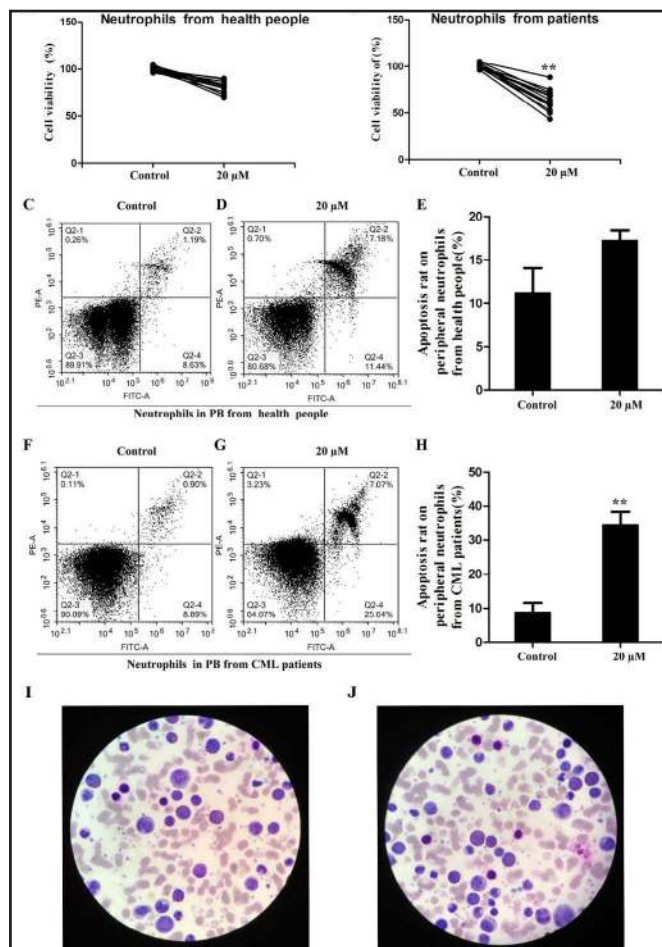 Neutrophils from health people
Neutrophils from patients
Cell viability (%)
150
100
50
0
Control
20 μM
Cell viability of (%)
150
100
50
0
**
Control
20 μM
C
Control
D
20 μM
E
Q2-1
0.26%
Q2-2
1.19%
Q2-3
89.91%
Q2-4
8.63%
PE-A
FITC-A
Q2-1
0.70%
Q2-2
7.18%
Q2-3
80.68%
Q2-4
11.44%
PE-A
FITC-A
Neutrophils in PB from health people
Apoptosis rat on
peripheral neutrophils
from health people(%)
20
15
10
5
0
Control
20 μM
F
Control
G
20 μM
H
Q2-1
0.11%
Q2-2
0.90%
Q2-3
90.09%
Q2-4
8.89%
PE-A
FITC-A
Q2-1
3.23%
Q2-2
7.07%
Q2-3
Q2-4
25.04%
PE-A
FITC-A
Neutrophils in PB from CML patients
Apoptosis rat on
peripheral neutrophils
from CML patients(%)
50
40
30
20
10
0
**
Control
20 μM
I
J